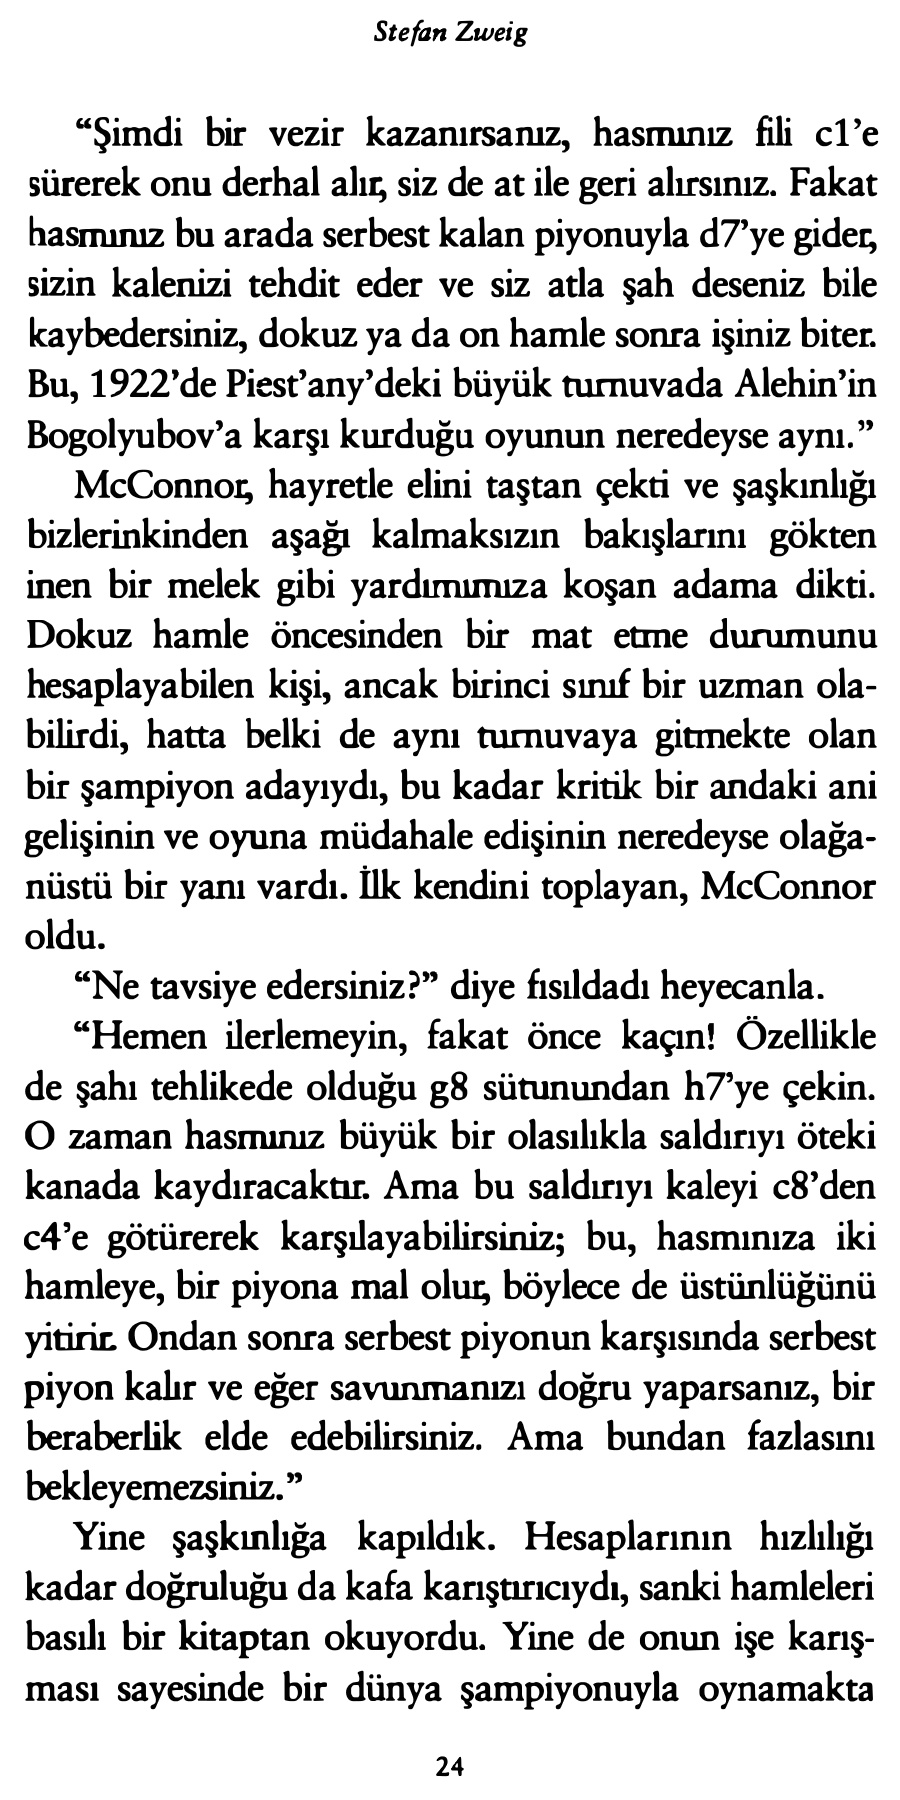 Stefan Zweig
“Şimdi bir vezir kazanırsanız, hasmınız fili c1’e
sürerek onu derhal alır, siz de at ile geri alırsınız. Fakat
hasmınız bu arada serbest kalan piyonuyla d7’ye gider,
sizin kalenizi tehdit eder ve siz atla şah deseniz bile
kaybedersiniz, dokuz ya da on hamle sonra işiniz biter.
Bu, 1922’de Piest’any’deki büyük turnuvada Alehin’in
Bogolyubov’a karşı kurduğu oyunun neredeyse aynı.”
McConnor, hayretle elini taştan çekti ve şaşkınlığı
bizlerinkinden aşağı kalmaksızın bakışlarını gökten
inen bir melek gibi yardımımıza koşan adama dikti.
Dokuz hamle öncesinden bir mat etme durumunu
hesaplayabilen kişi, ancak birinci sınıf bir uzman ola-
bilirdi, hatta belki de aynı turnuvaya gitmekte olan
bir şampiyon adayıydı, bu kadar kritik bir andaki ani
gelişinin ve oyuna müdahale edişinin neredeyse olağa-
nüstü bir yanı vardı. İlk kendini toplayan, McConnor
oldu.
“Ne tavsiye edersiniz?” diye fısıldadı heyecanla.
“Hemen ilerlemeyin, fakat önce kaçın! Özellikle
de şahı tehlikede olduğu g8 sütunundan h7’ye çekin.
O zaman hasmınız büyük bir olasılıkla saldırıyı öteki
kanada kaydıracaktır. Ama bu saldırıyı kaleyi c8’den
c4’e götürerek karşılayabilirsiniz; bu, hasmınıza iki
hamleye, bir piyona mal olur, böylece de üstünlüğünü
yitirir. Ondan sonra serbest piyonun karşısında serbest
piyon kalır ve eğer savunmanızı doğru yaparsanız, bir
beraberlik elde edebilirsiniz. Ama bundan fazlasını
bekleyemezsiniz.”
Yine şaşkınlığa kapıldık. Hesaplarının hızlılığı
kadar doğruluğu da kafa karıştırıcıydı, sanki hamleleri
basılı bir kitaptan okuyordu. Yine de onun işe karış-
ması sayesinde bir dünya şampiyonuyla oynamakta
24